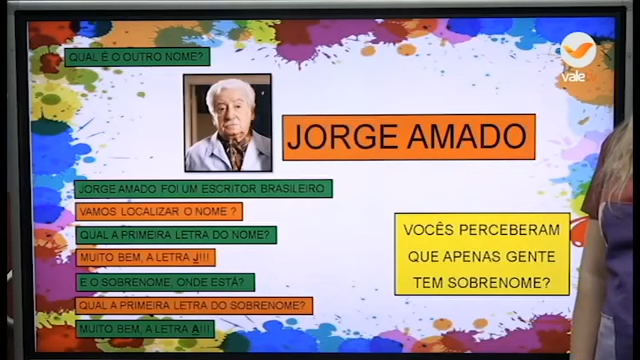 QUAL É O OUTRO NOME?
vale tv
JORGE AMADO
JORGE AMADO FOI UM ESCRITOR BRASILEIRO
VAMOS LOCALIZAR O NOME ?
QUAL A PRIMEIRA LETRA DO NOME?
MUITO BEM, A LETRA J!!!
E O SOBRENOME, ONDE ESTÁ?
QUAL A PRIMEIRA LETRA DO SOBRENOME?
MUITO BEM, A LETRA A!!!
VOCÊS PERCEBERAM
QUE APENAS GENTE
TEM SOBRENOME?